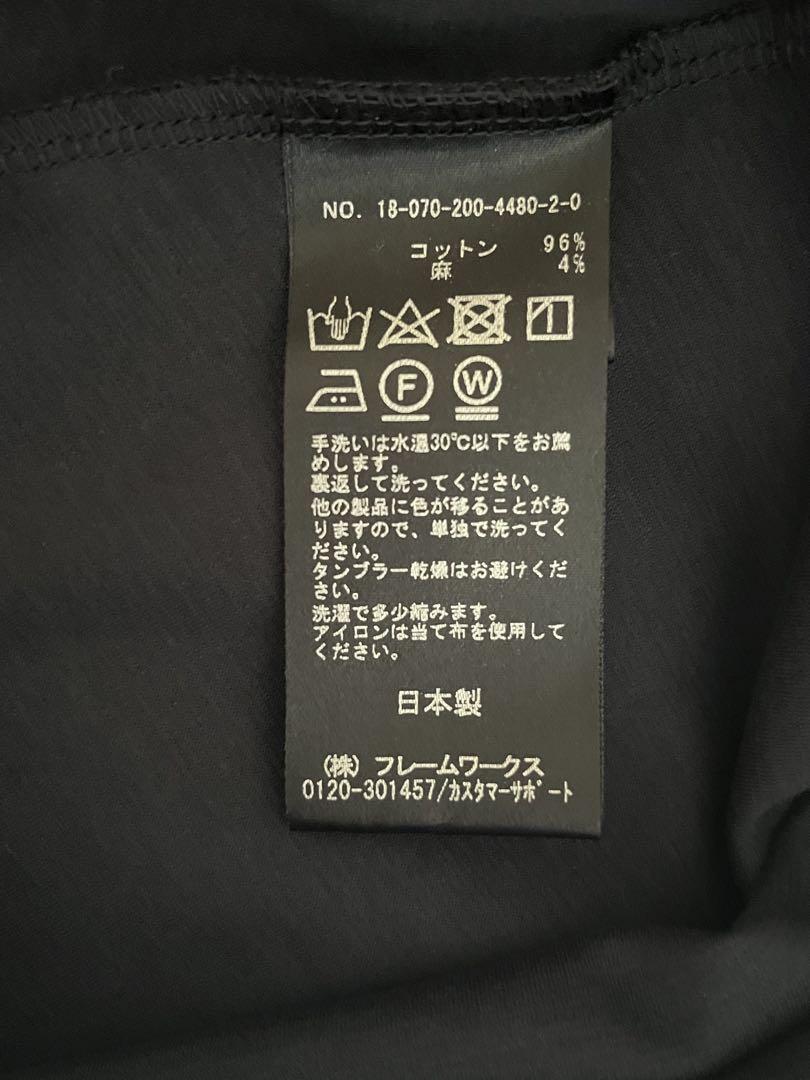 NO. 18-070-200-4480-2-0
コットン 96%
麻 4%
F W
手洗いは水温30℃以下をお薦
めします。
裏返して洗ってください。
他の製品に色が移ることがあ
りますので、単独で洗ってく
ださい。
タンブラー乾燥はお避けくだ
さい。
洗濯で多少縮みます。
アイロンは当て布を使用して
ください。
日本製
(株) フレームワークス
0120-301457/カスタマーサポート